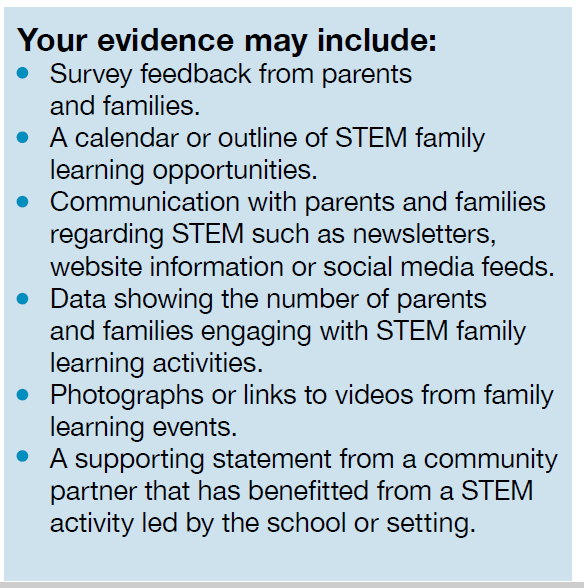 Your evidence may include:
• Survey feedback from parents
and families.
• A calendar or outline of STEM family
learning opportunities.
• Communication with parents and families
regarding STEM such as newsletters,
website information or social media feeds.
• Data showing the number of parents
and families engaging with STEM family
learning activities.
• Photographs or links to videos from family
learning events.
• A supporting statement from a community
partner that has benefitted from a STEM
activity led by the school or setting.